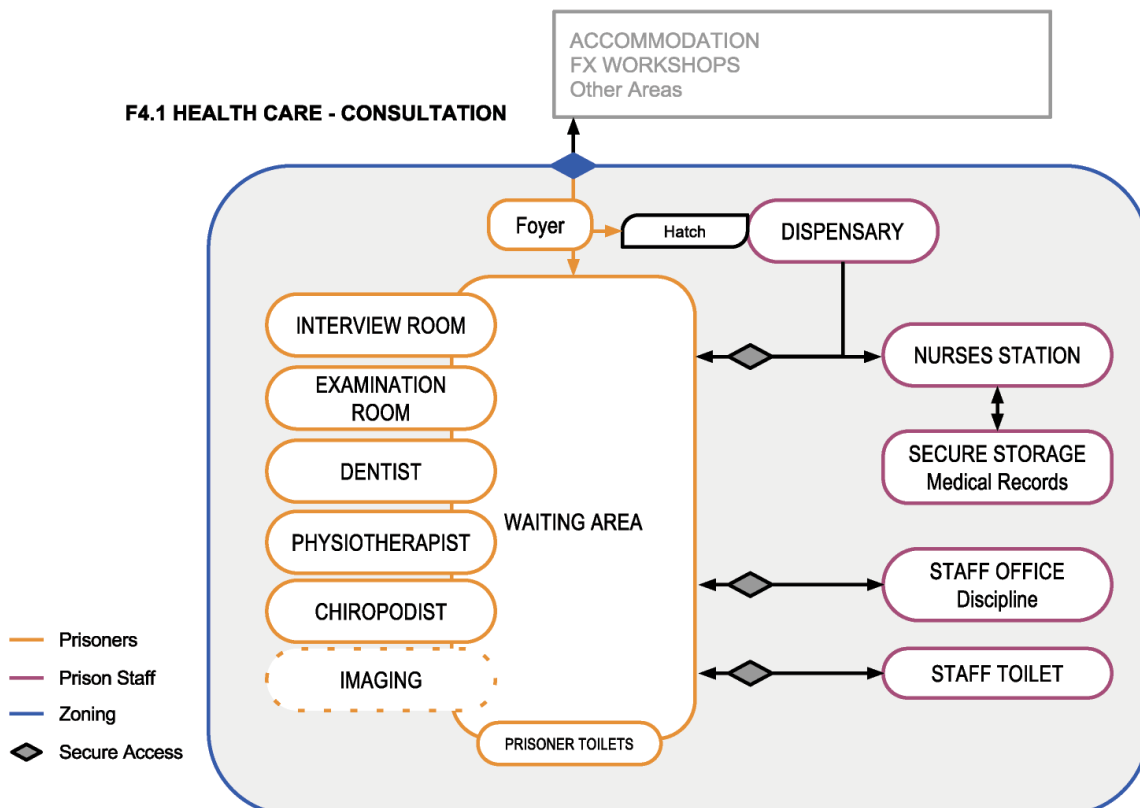 ACCOMMODATION
FX WORKSHOPS
Other Areas
F4.1 HEALTH CARE - CONSULTATION
Foyer
Hatch
DISPENSARY
INTERVIEW ROOM
EXAMINATION
ROOM
DENTIST
PHYSIOTHERAPIST
CHIROPODIST
IMAGING
WAITING AREA
PRISONER TOILETS
NURSES STATION
SECURE STORAGE
Medical Records
STAFF OFFICE
Discipline
STAFF TOILET
Prisoners
Prison Staff
Zoning
Secure Access